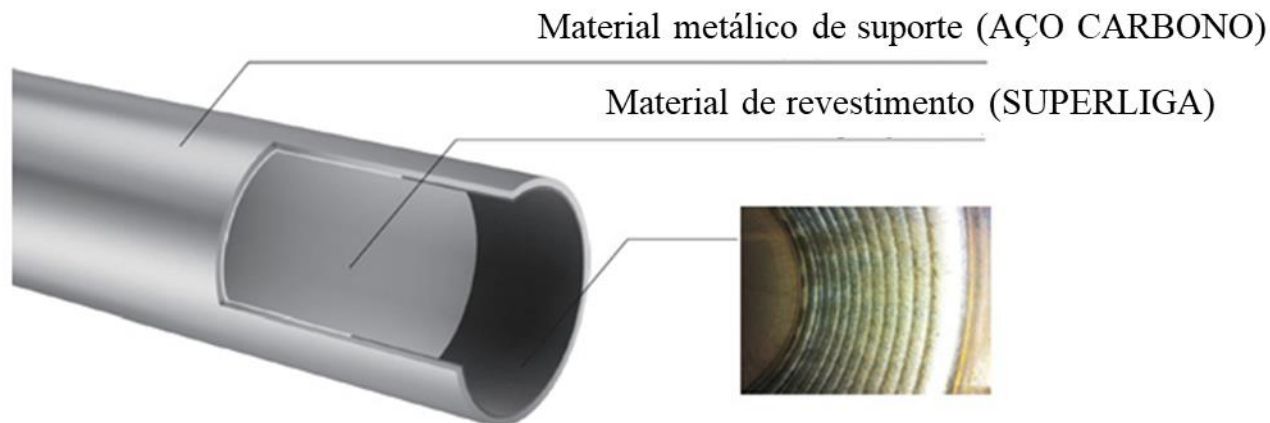 Material metálico de suporte (AÇO CARBONO)
Material de revestimento (SUPERLIGA)